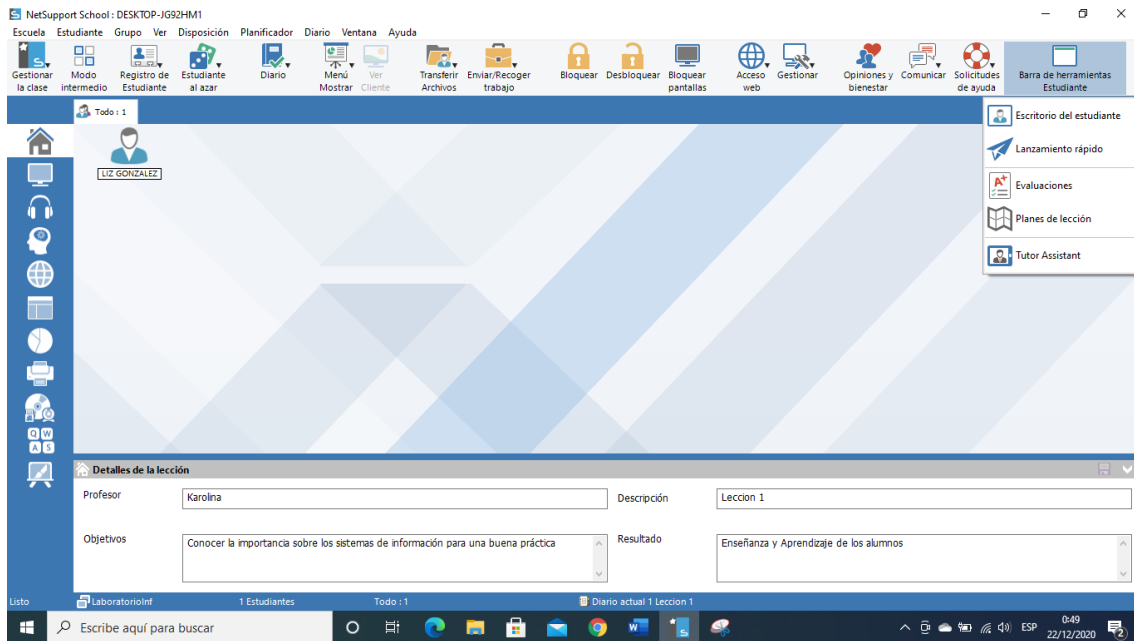 NetSupport School : DESKTOP-JG92HM1
Escuela Estudiante Grupo Ver Disposición Planificador Diario Ventana Ayuda
Gestionar la clase
Modo intermedio
Registro de Estudiante
Estudiante al azar
Diario
Menú Mostrar
Ver Cliente
Transferir Archivos
Enviar/Recoger trabajo
Bloquear
Desbloquear
Bloquear pantallas
Acceso web
Gestionar
Opiniones y bienestar
Comunicar
Solicitudes de ayuda
Barra de herramientas Estudiante
Todo : 1
Escritorio del estudiante
Lanzamiento rápido
Evaluaciones
Planes de lección
Tutor Assistant
LIZ GONZALEZ
Q W
A S
Detalles de la lección
Profesor
Karolina
Descripción
Leccion 1
Objetivos
Conocer la importancia sobre los sistemas de información para una buena práctica
Resultado
Enseñanza y Aprendizaje de los alumnos
Listo
LaboratorioInf
1 Estudiantes
Todo : 1
Diario actual 1 Leccion 1
Escribe aquí para buscar
ESP
0:49
22/12/2020
2